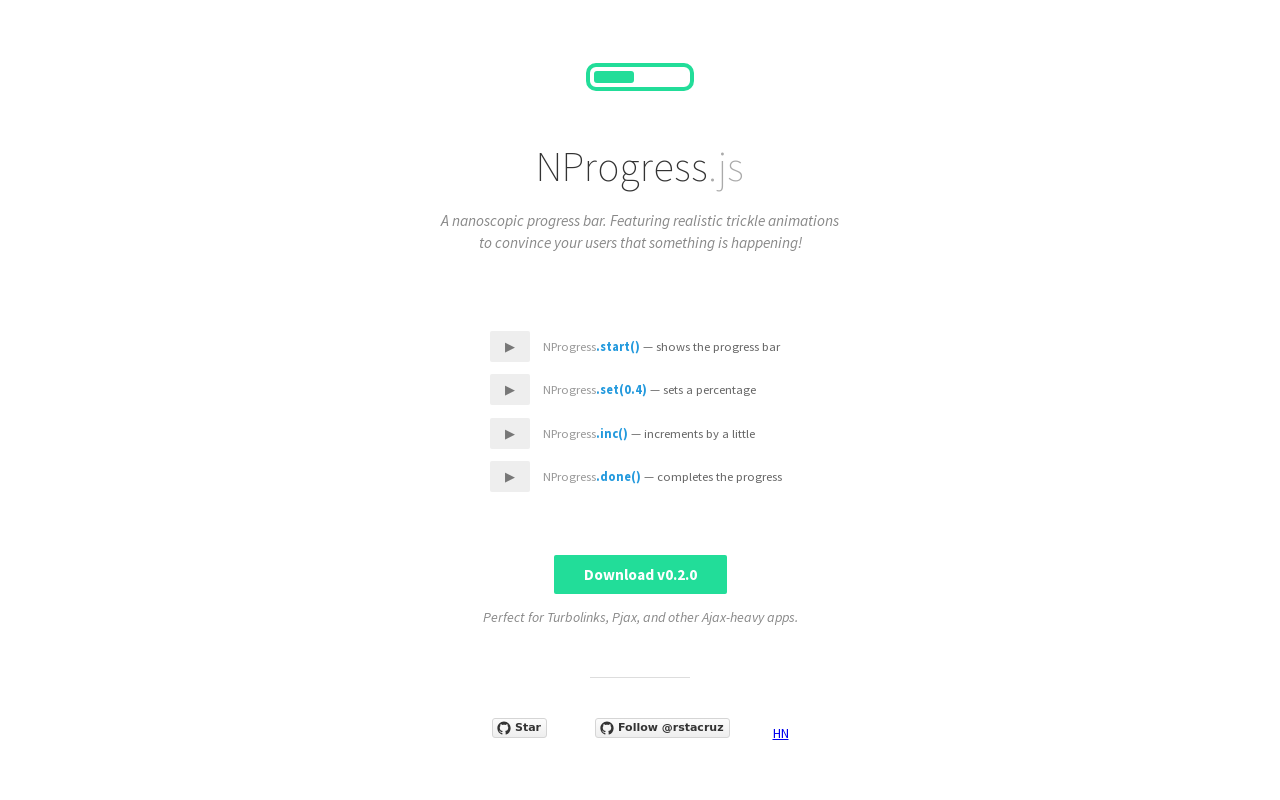 NProgress.js
A nanoscopic progress bar. Featuring realistic trickle animations
to convince your users that something is happening!
NProgress.start() — shows the progress bar
NProgress.set(0.4) — sets a percentage
NProgress.inc() — increments by a little
NProgress.done() — completes the progress
Download v0.2.0
Perfect for Turbolinks, Pjax, and other Ajax-heavy apps.
Star
Follow @rstacruz
HN